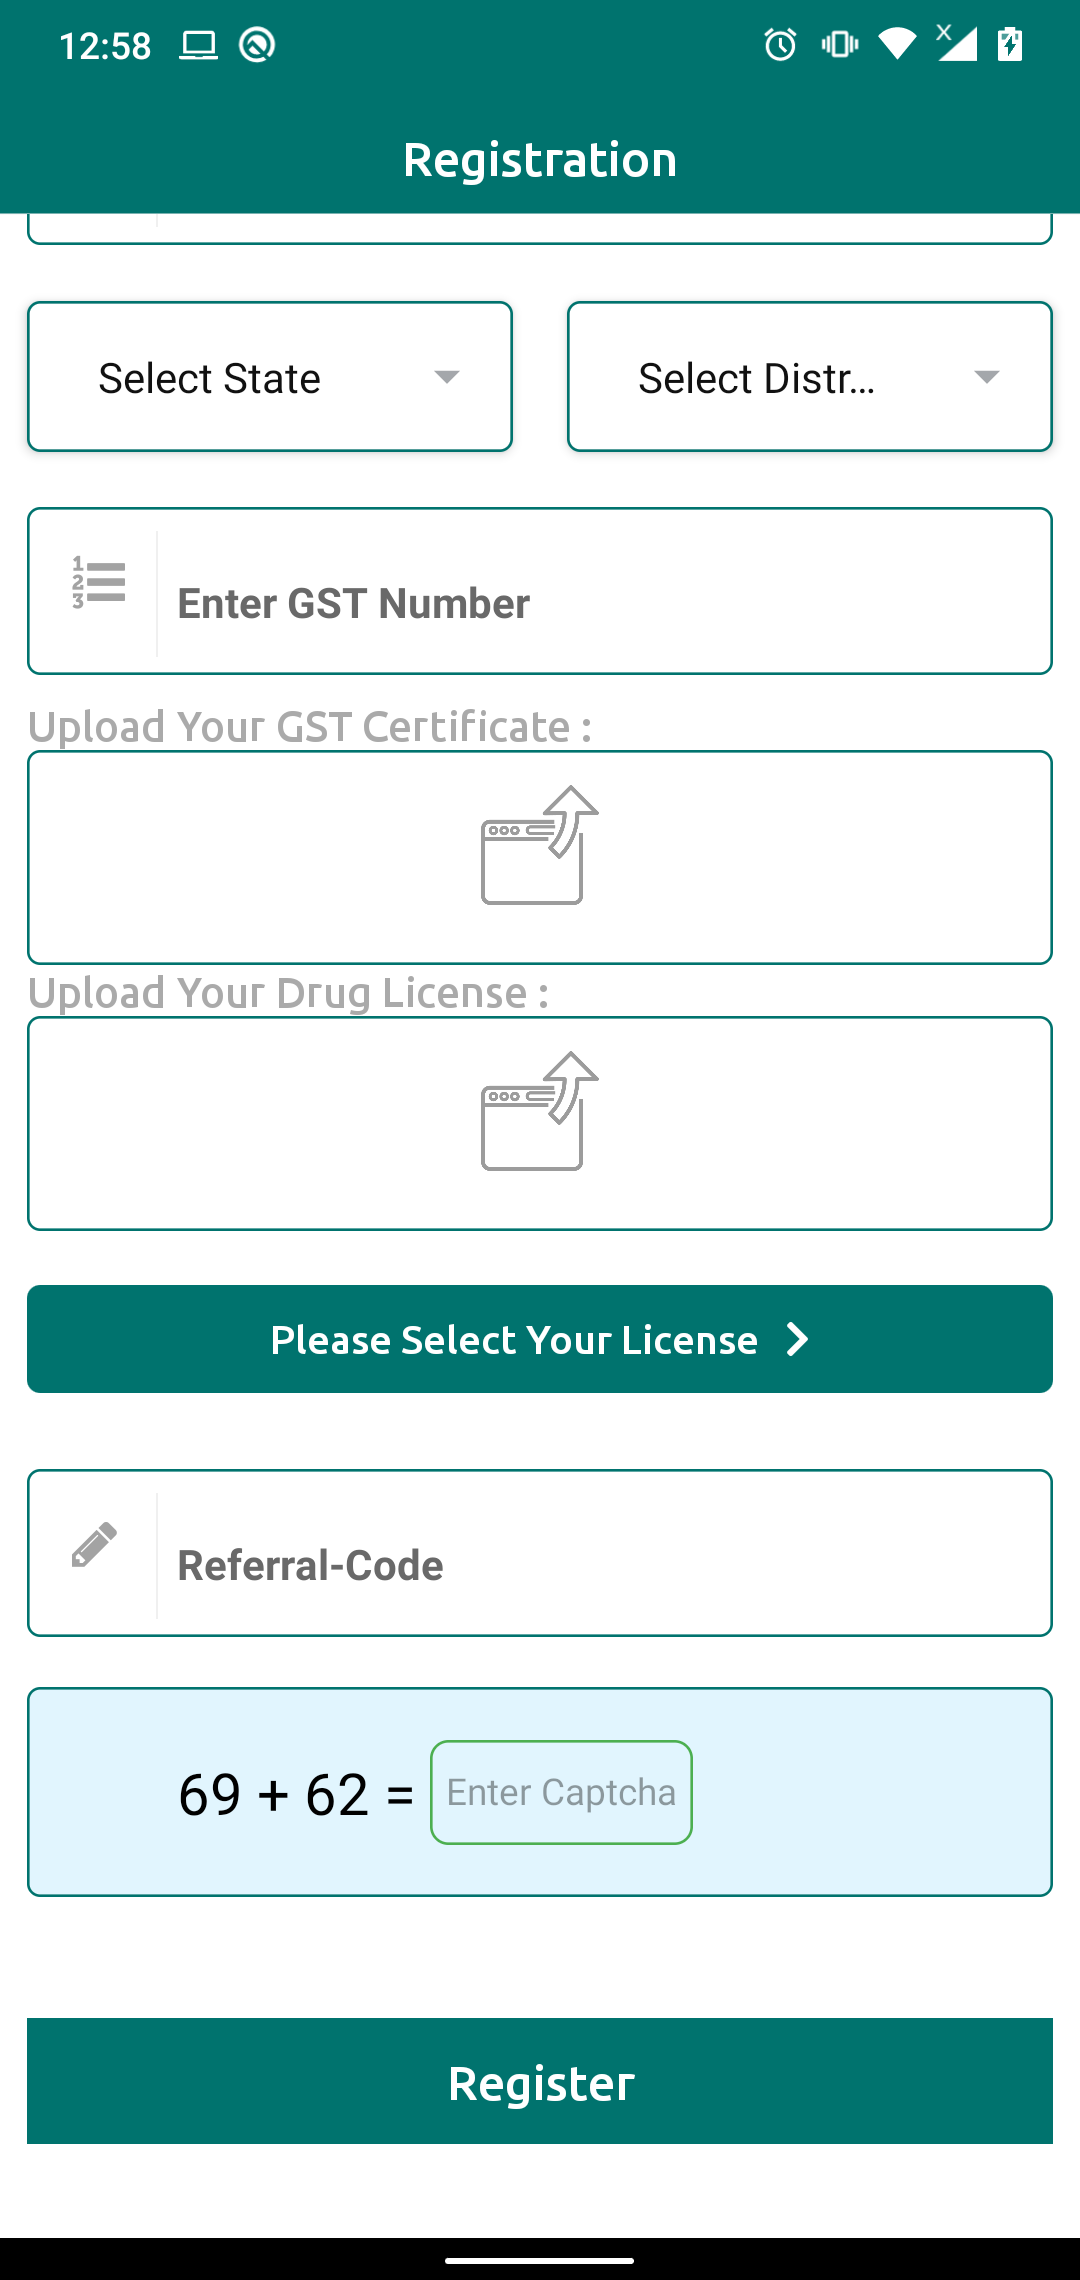 12:58
Registration
Select State
Select Distr...
Enter GST Number
Upload Your GST Certificate :
Upload Your Drug License :
Please Select Your License
Referral-Code
69 + 62 =
Enter Captcha
Register